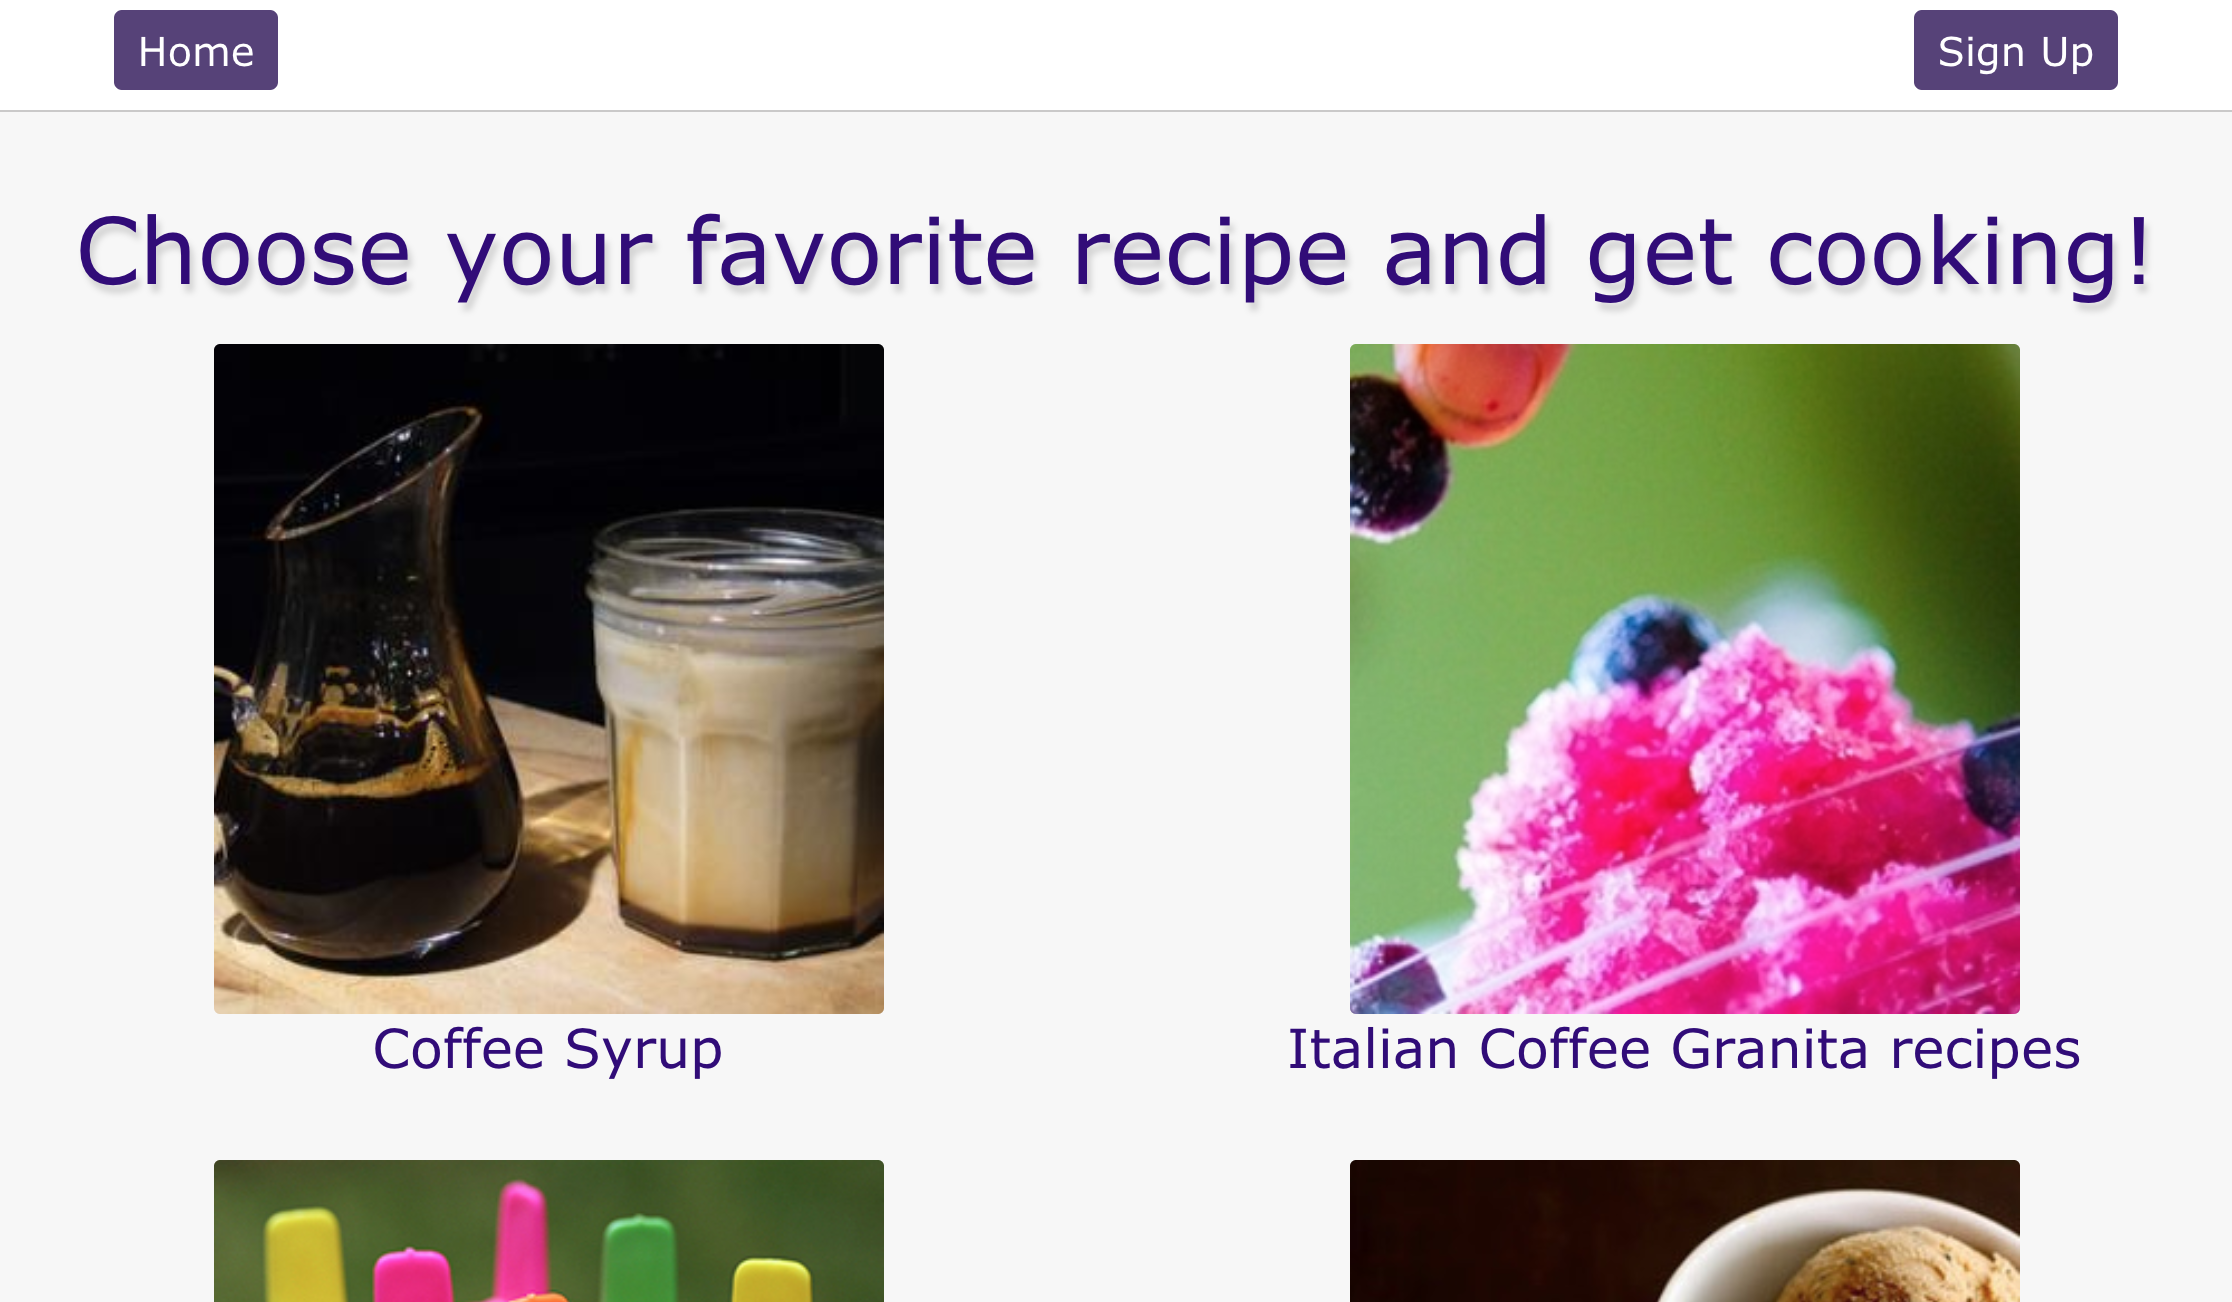 Home
Sign Up
Choose your favorite recipe and get cooking!
Coffee Syrup
Italian Coffee Granita recipes